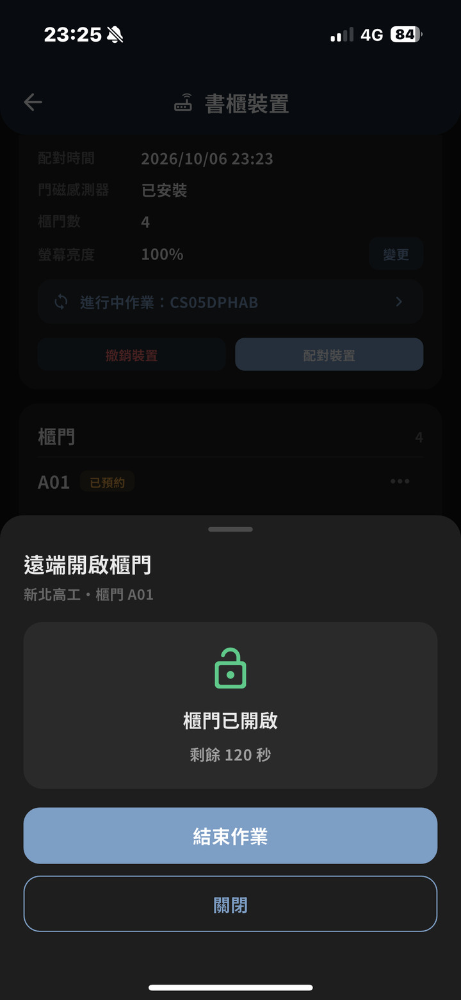 23:25
4G 84
書櫃裝置
配對時間 2026/10/06 23:23
門磁感測器 已安裝
櫃門數 4
螢幕亮度 100% 變更
進行中作業：CS05DPHAB
撤銷裝置 配對裝置
櫃門 4
A01 已預約
遠端開啟櫃門
新北高工・櫃門 A01
櫃門已開啟
剩餘 120 秒
結束作業
關閉